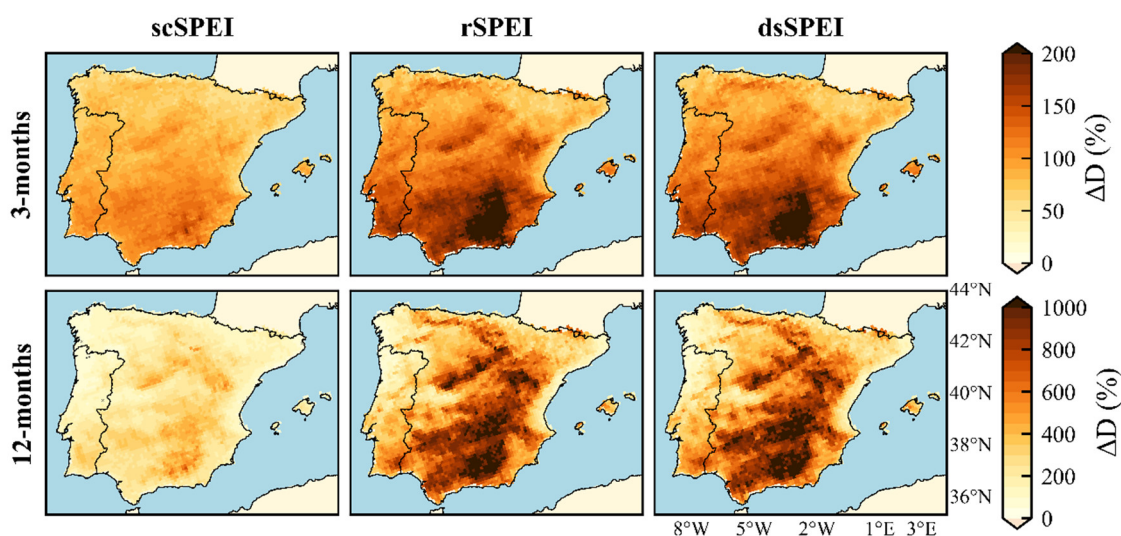 scSPEI rSPEI dsSPEI
3-months
200
150
100
50
0
ΔD (%)
12-months
44°N
42°N
40°N
38°N
36°N
1000
800
600
400
200
0
ΔD (%)
8°W 5°W 2°W 1°E 3°E